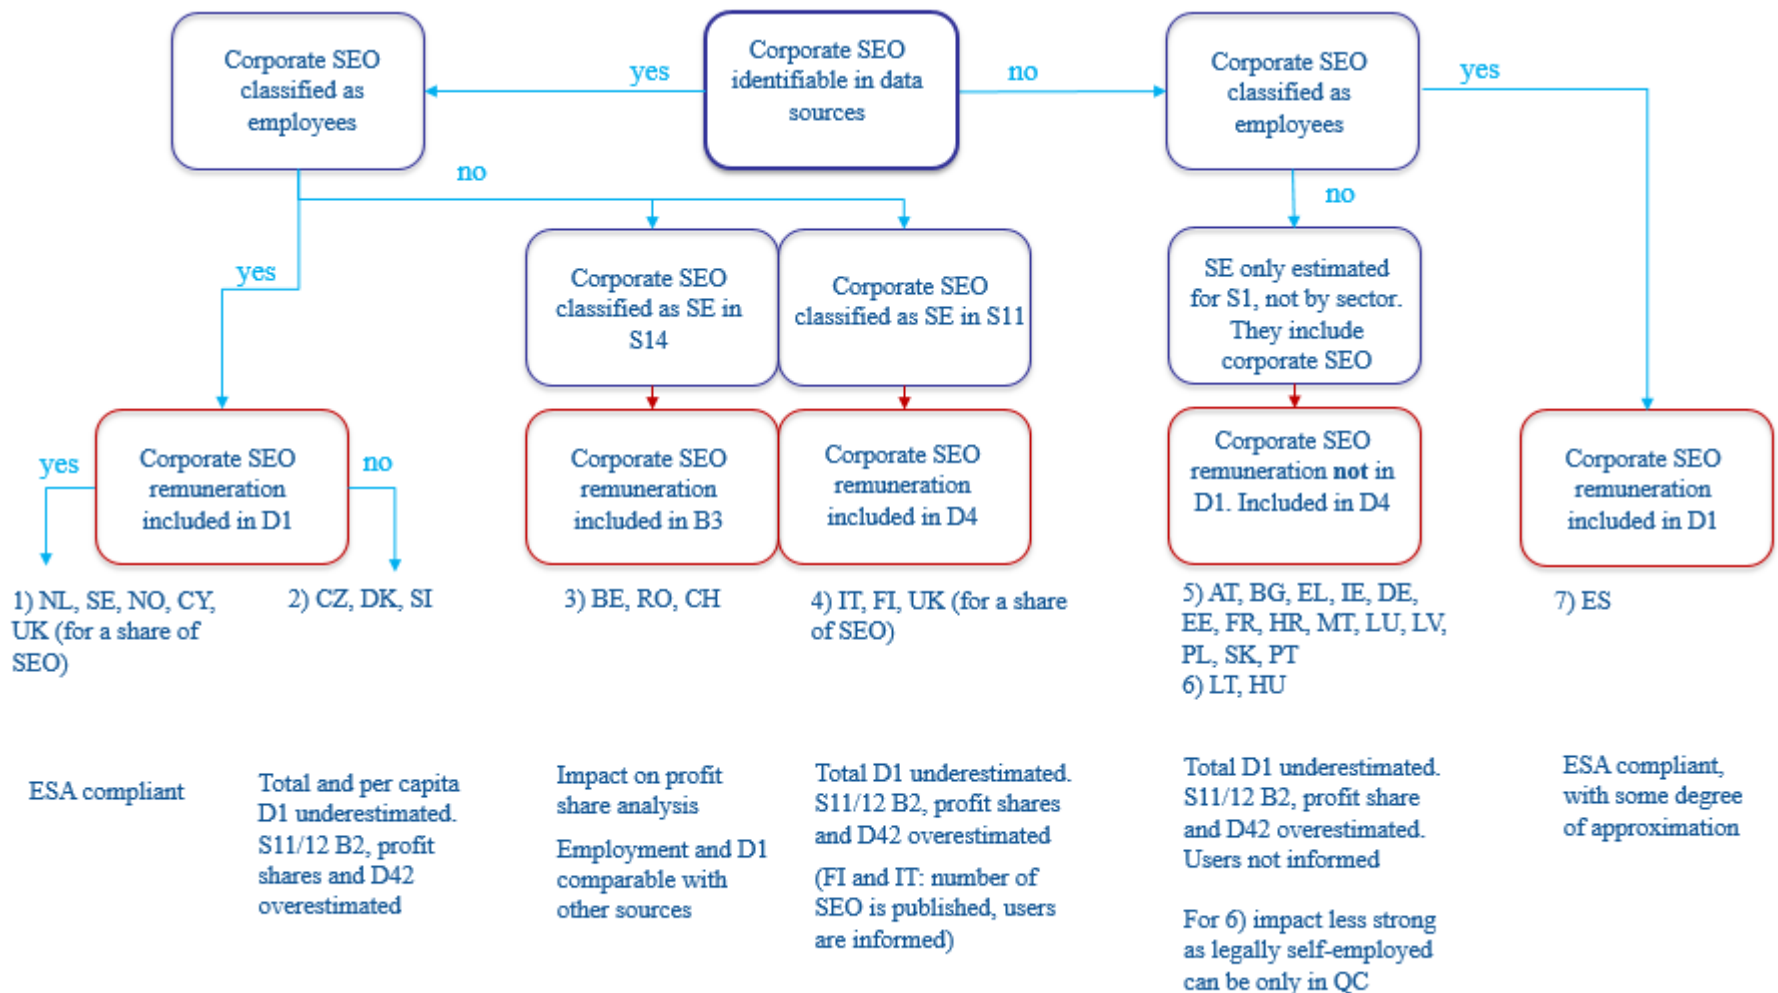 Corporate SEO
classified as
employees
yes
Corporate SEO
identifiable in data
sources
no
Corporate SEO
classified as
employees
yes
no
no
yes
Corporate SEO
classified as SE in
S14
Corporate SEO
classified as SE in S11
SE only estimated
for S1, not by sector.
They include
corporate SEO
yes
Corporate SEO
remuneration
included in D1
no
Corporate SEO
remuneration
included in B3
Corporate SEO
remuneration
included in D4
Corporate SEO
remuneration not in
D1. Included in D4
Corporate SEO
remuneration
included in D1
1) NL, SE, NO, CY,
UK (for a share of
SEO)
2) CZ, DK, SI
3) BE, RO, CH
4) IT, FI, UK (for a share
of SEO)
5) AT, BG, EL, IE, DE,
EE, FR, HR, MT, LU, LV,
PL, SK, PT
6) LT, HU
7) ES
ESA compliant
Total and per capita
D1 underestimated.
S11/12 B2, profit
shares and D42
overestimated
Impact on profit
share analysis
Employment and D1
comparable with
other sources
Total D1 underestimated.
S11/12 B2, profit shares
and D42 overestimated
(FI and IT: number of
SEO is published, users
are informed)
Total D1 underestimated.
S11/12 B2, profit share
and D42 overestimated.
Users not informed
For 6) impact less strong
as legally self-employed
can be only in QC
ESA compliant,
with some degree
of approximation